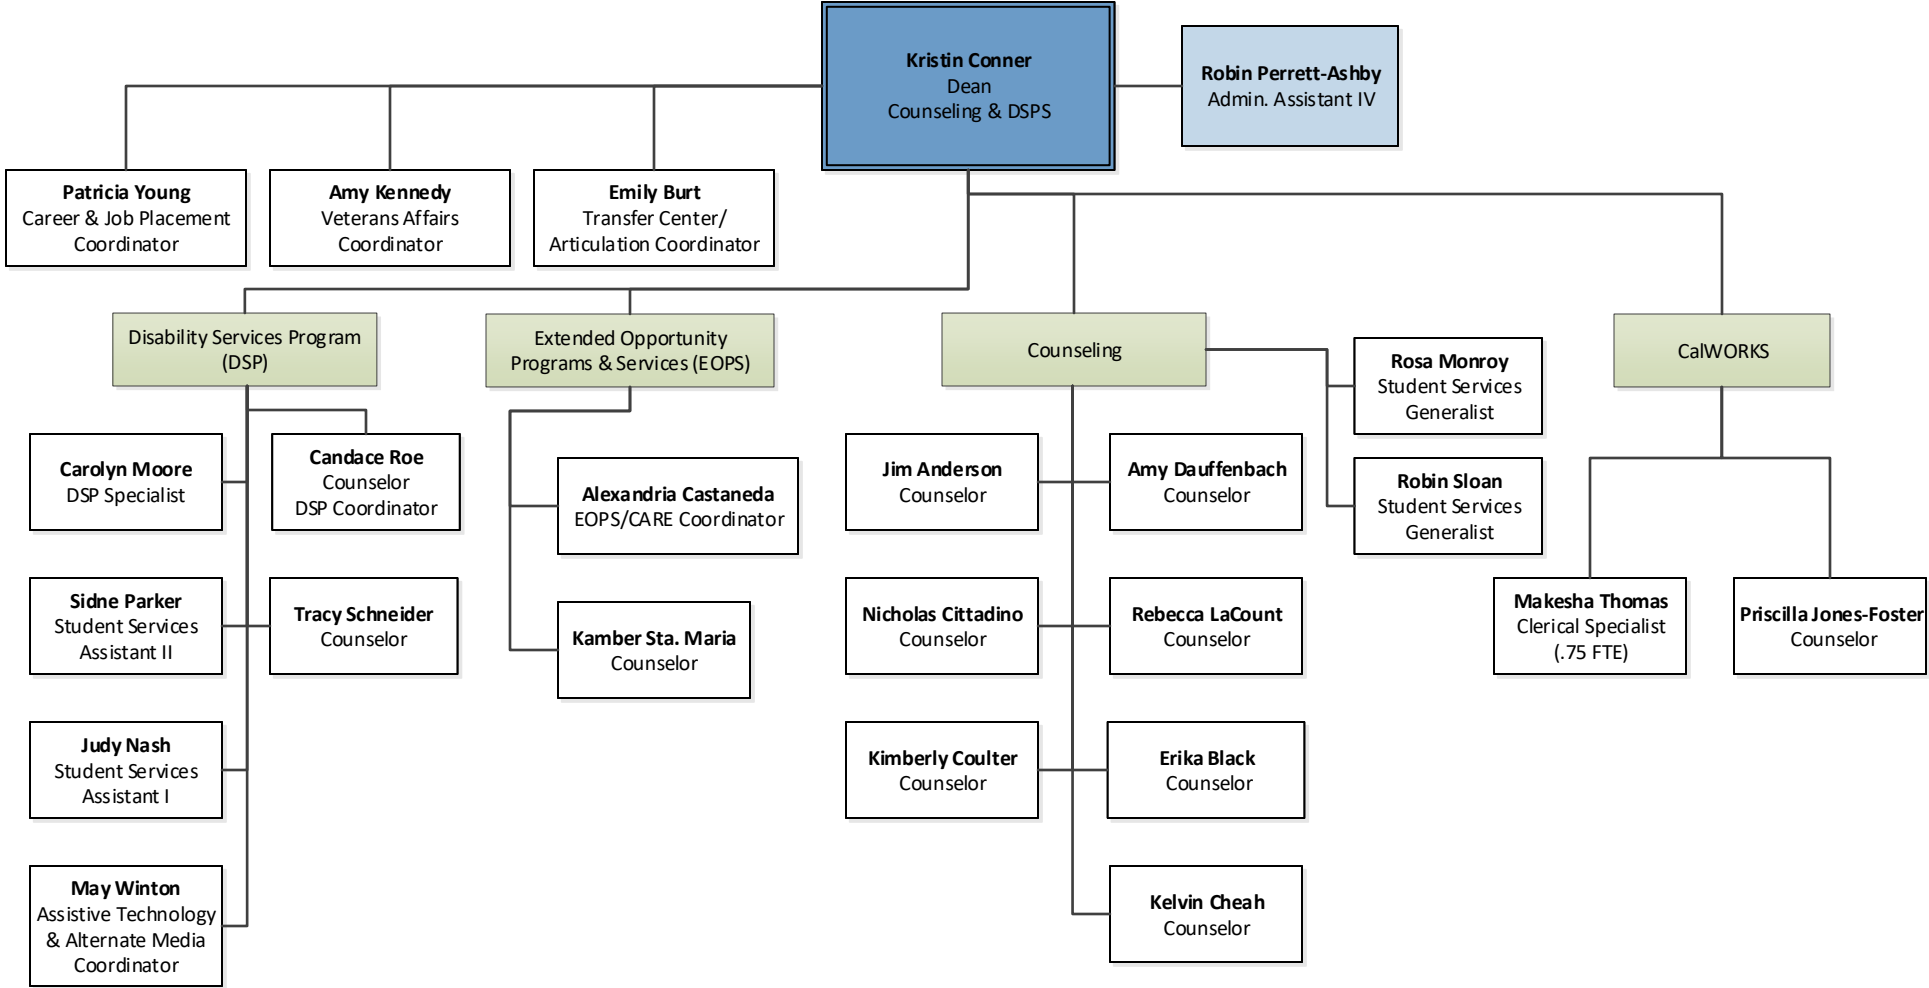 Kristin Conner
Dean
Counseling & DSPS
Robin Perrett-Ashby
Admin. Assistant IV
Patricia Young
Career & Job Placement
Coordinator
Amy Kennedy
Veterans Affairs
Coordinator
Emily Burt
Transfer Center/
Articulation Coordinator
Disability Services Program
(DSP)
Extended Opportunity
Programs & Services (EOPS)
Counseling
CalWORKS
Rosa Monroy
Student Services
Generalist
Robin Sloan
Student Services
Generalist
Carolyn Moore
DSP Specialist
Candace Roe
Counselor
DSP Coordinator
Sidne Parker
Student Services
Assistant II
Tracy Schneider
Counselor
Judy Nash
Student Services
Assistant I
May Winton
Assistive Technology
& Alternate Media
Coordinator
Alexandria Castaneda
EOPS/CARE Coordinator
Kamber Sta. Maria
Counselor
Jim Anderson
Counselor
Amy Dauffenbach
Counselor
Nicholas Cittadino
Counselor
Rebecca LaCount
Counselor
Kimberly Coulter
Counselor
Erika Black
Counselor
Kelvin Cheah
Counselor
Makesha Thomas
Clerical Specialist
(.75 FTE)
Priscilla Jones-Foster
Counselor